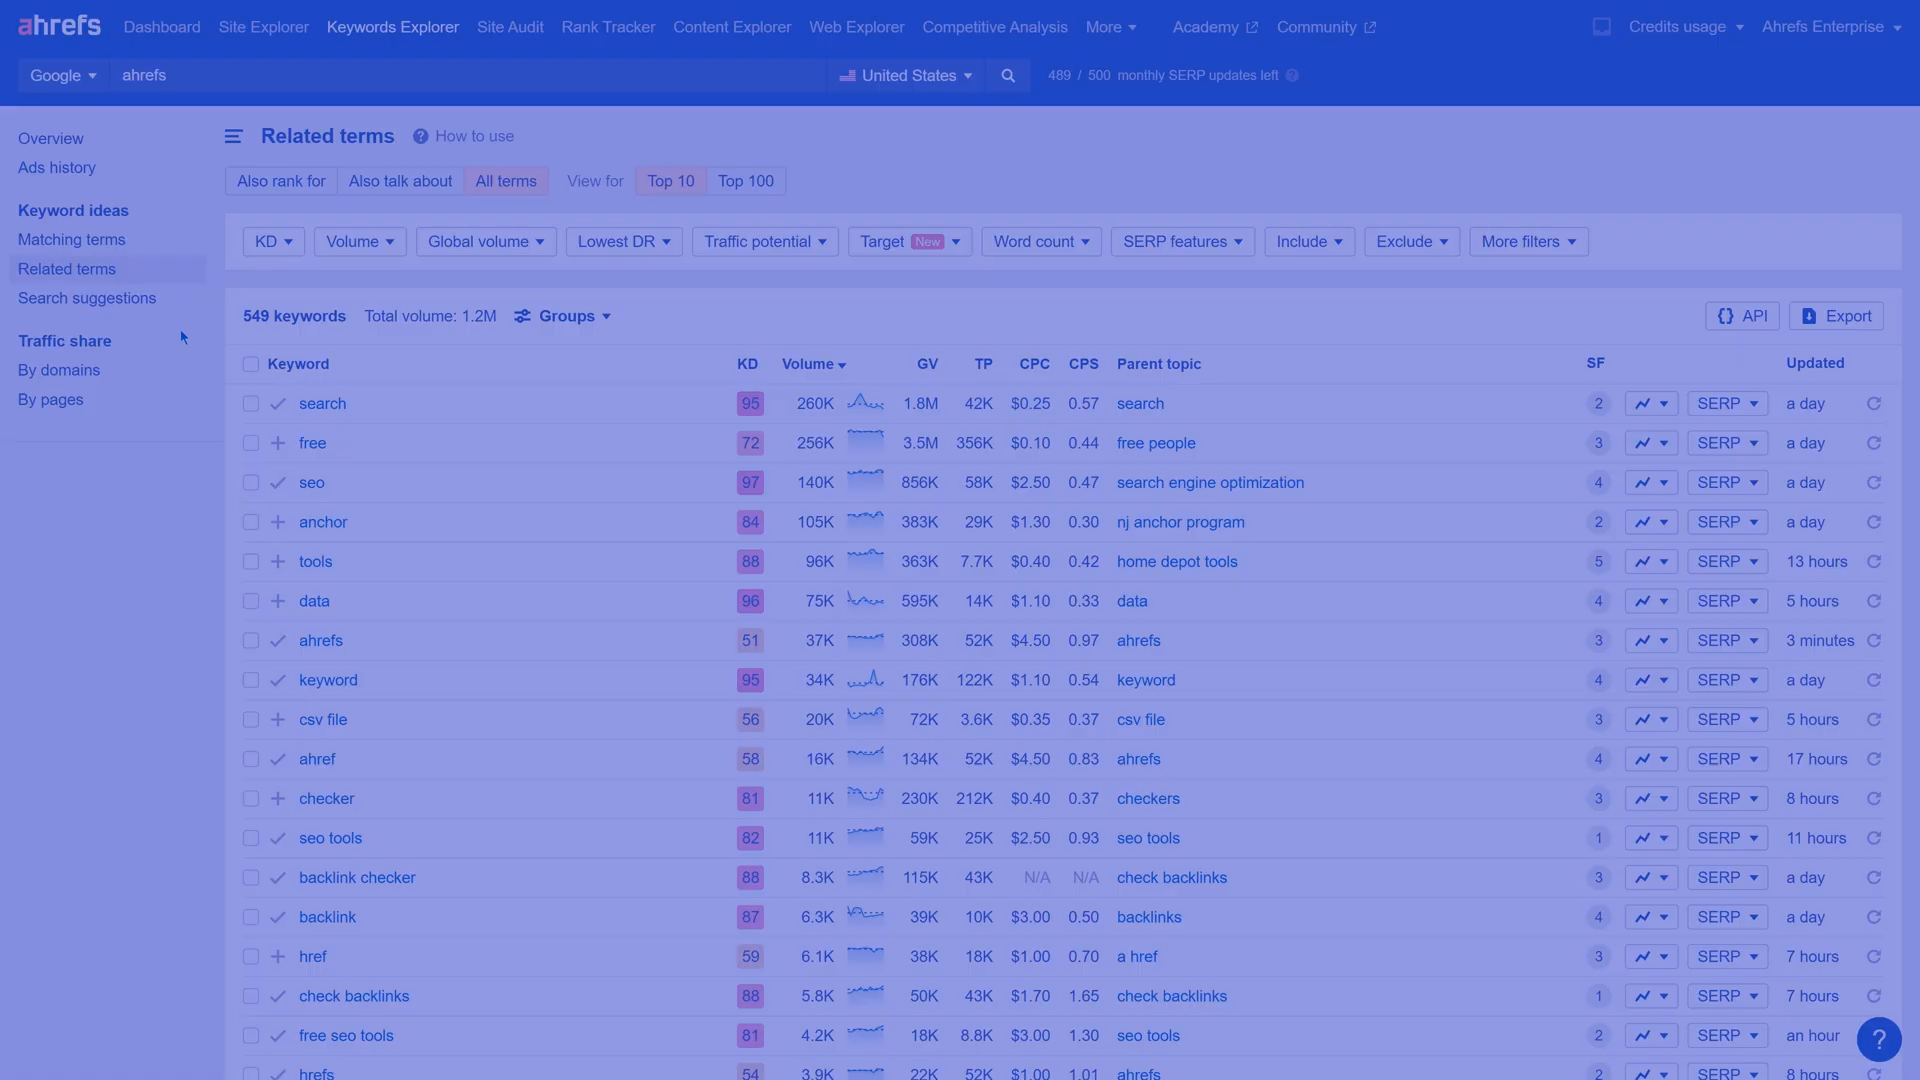 ahrefs Dashboard Site Explorer Keywords Explorer Site Audit Rank Tracker Content Explorer Web Explorer Competitive Analysis More Academy Community Credits usage Ahrefs Enterprise
Google ahrefs United States 489 / 500 monthly SERP updates left ?
Overview
Ads history
Keyword ideas
Matching terms
Related terms
Search suggestions
Traffic share
By domains
By pages
Related terms ? How to use
Also rank for Also talk about All terms View for Top 10 Top 100
KD Volume Global volume Lowest DR Traffic potential Target New Word count SERP features Include Exclude More filters
549 keywords Total volume: 1.2M Groups {} API Export
Keyword KD Volume GV TP CPC CPS Parent topic SF Updated
search 95 260K 1.8M 42K $0.25 0.57 search 2 SERP a day
free 72 256K 3.5M 356K $0.10 0.44 free people 3 SERP a day
seo 97 140K 856K 58K $2.50 0.47 search engine optimization 4 SERP a day
anchor 84 105K 383K 29K $1.30 0.30 nj anchor program 2 SERP a day
tools 88 96K 363K 7.7K $0.40 0.42 home depot tools 5 SERP 13 hours
data 96 75K 595K 14K $1.10 0.33 data 4 SERP 5 hours
ahrefs 51 37K 308K 52K $4.50 0.97 ahrefs 3 SERP 3 minutes
keyword 95 34K 176K 122K $1.10 0.54 keyword 4 SERP a day
csv file 56 20K 72K 3.6K $0.35 0.37 csv file 3 SERP 5 hours
ahref 58 16K 134K 52K $4.50 0.83 ahrefs 4 SERP 17 hours
checker 81 11K 230K 212K $0.40 0.37 checkers 3 SERP 8 hours
seo tools 82 11K 59K 25K $2.50 0.93 seo tools 1 SERP 11 hours
backlink checker 88 8.3K 115K 43K N/A N/A check backlinks 3 SERP a day
backlink 87 6.3K 39K 10K $3.00 0.50 backlinks 4 SERP a day
href 59 6.1K 38K 18K $1.00 0.70 a href 3 SERP 7 hours
check backlinks 88 5.8K 50K 43K $1.70 1.65 check backlinks 1 SERP 7 hours
free seo tools 81 4.2K 18K 8.8K $3.00 1.30 seo tools 2 SERP an hour ?
hrefs 54 3.9K 22K 52K $1.00 1.01 ahrefs 2 SERP 8 hours